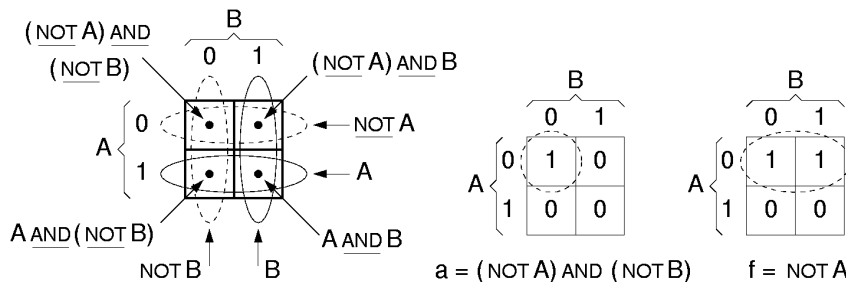 (NOT A) AND
(NOT B)
B
0 1
(NOT A) AND B
A
0
1
NOT A
A
A AND (NOT B)
A AND B
NOT B
B
B
0 1
A
0 1 0
1 0 0
a = (NOT A) AND (NOT B)
B
0 1
A
0 1 1
1 0 0
f = NOT A